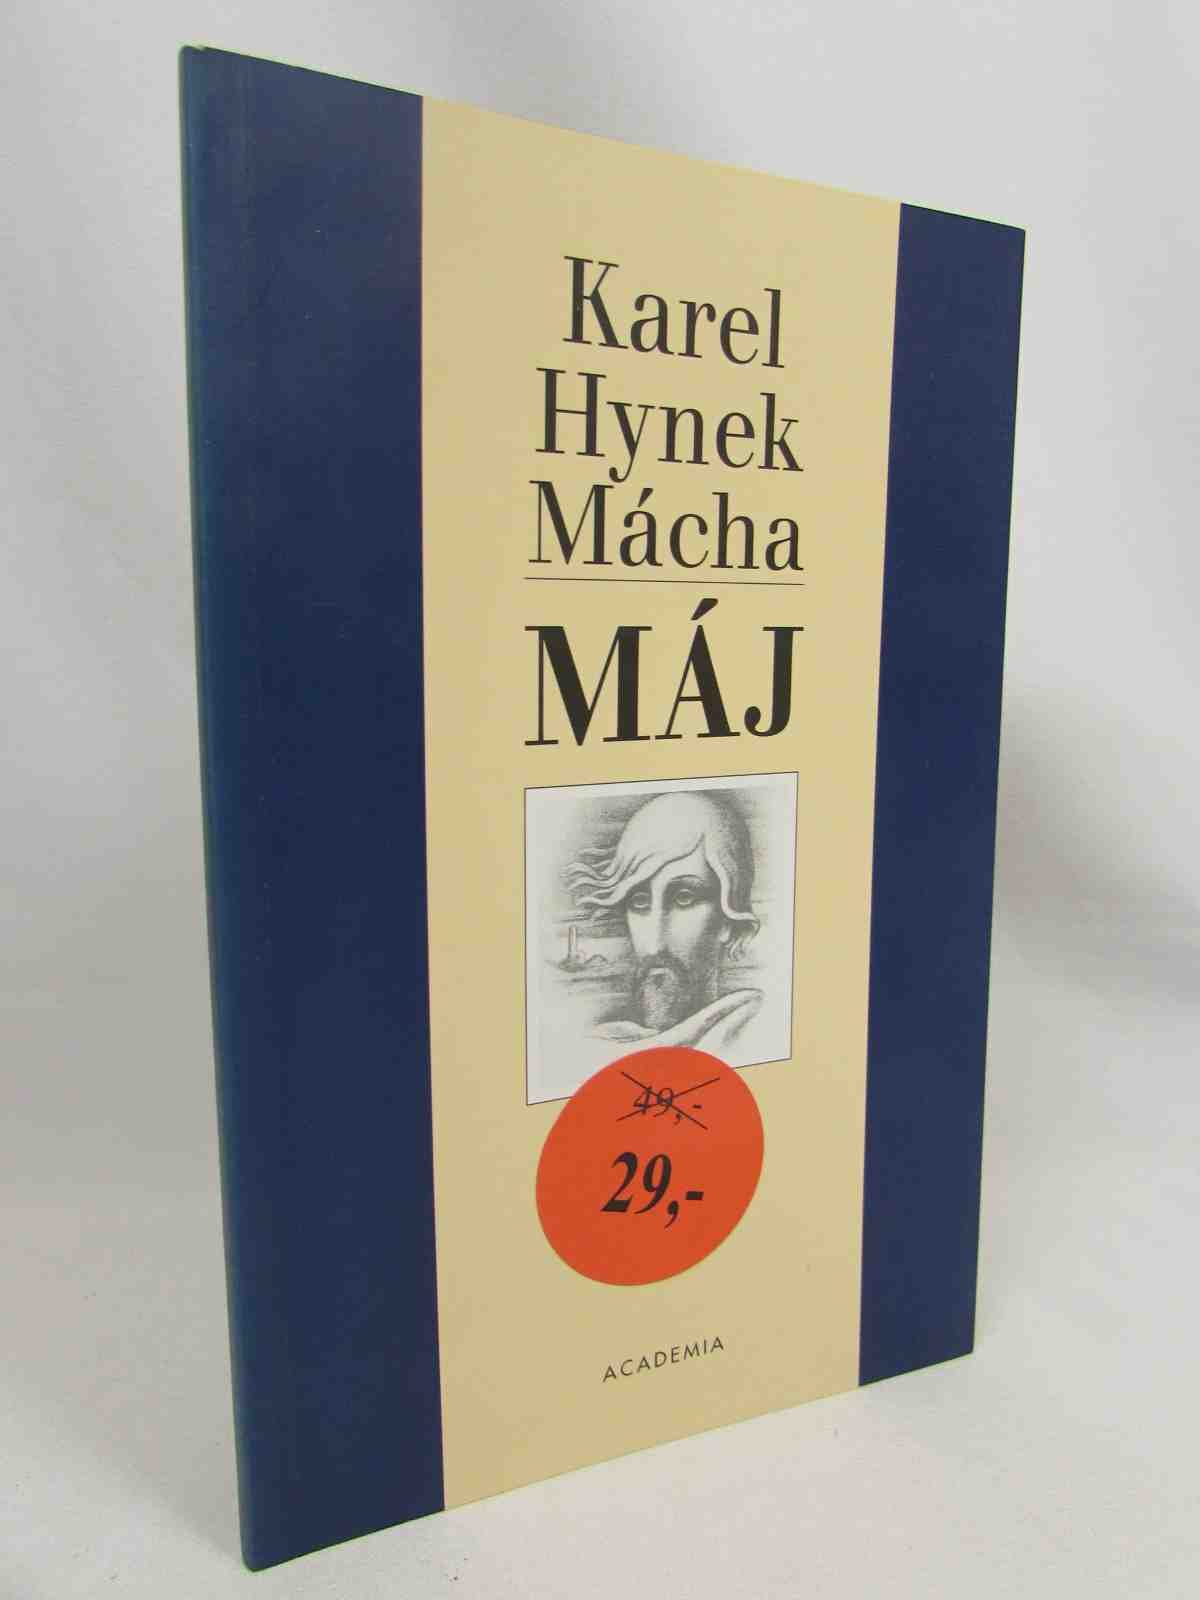 Karel
Hynek
Mácha
MÁJ
49,-
29,-
ACADEMIA